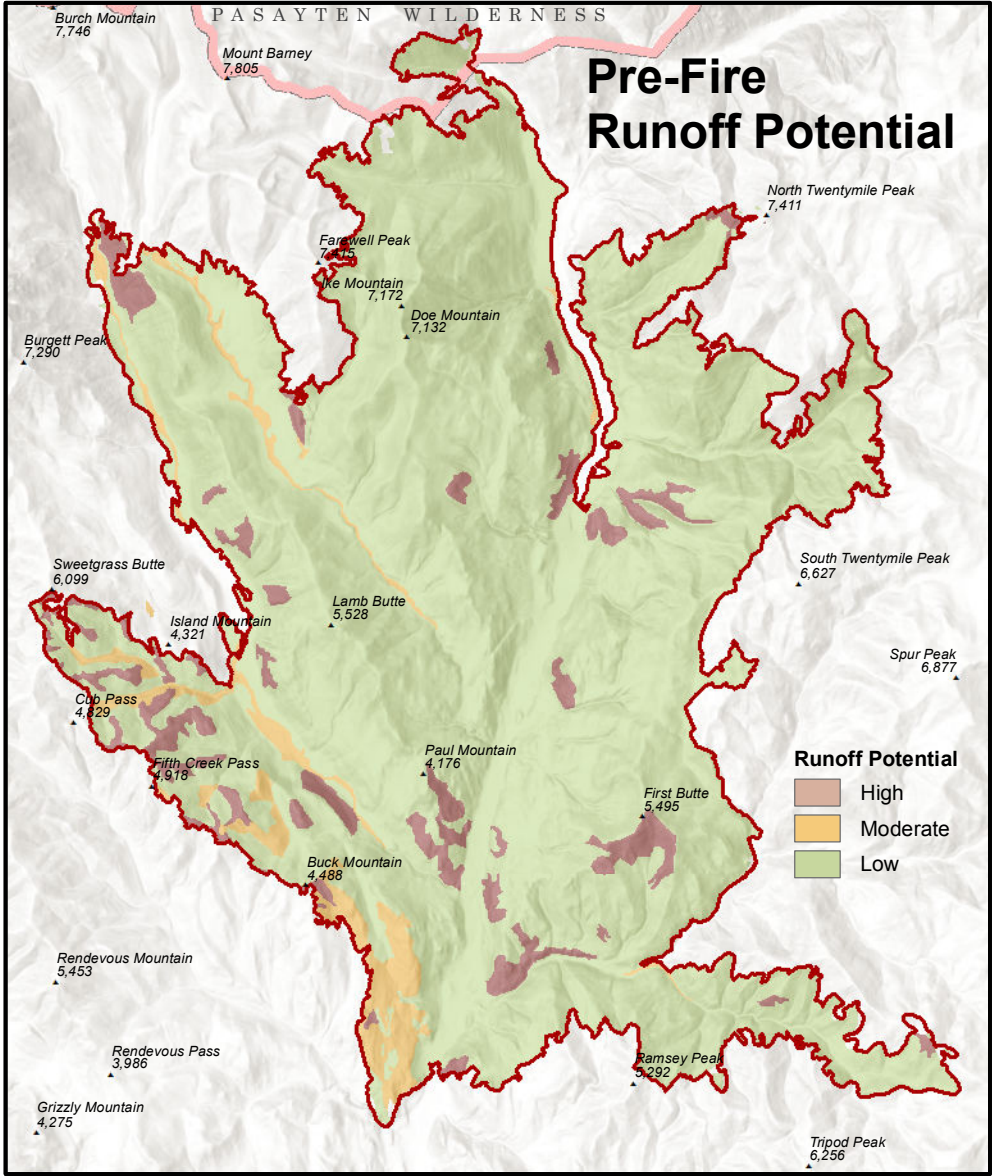 PASAYTEN WILDERNESS
Burch Mountain
7,746
Mount Barney
7,805
Pre-Fire
Runoff Potential
North Twentymile Peak
7,411
Farewell Peak
7,415
Ike Mountain
7,172
Doe Mountain
7,132
Burgett Peak
7,290
Sweetgrass Butte
6,099
Island Mountain
4,321
Lamb Butte
5,528
South Twentymile Peak
6,627
Spur Peak
6,877
Cub Pass
4,829
Fifth Creek Pass
4,918
Paul Mountain
4,176
First Butte
5,495
Runoff Potential
High
Moderate
Low
Buck Mountain
4,488
Rendevous Mountain
5,453
Rendevous Pass
3,986
Ramsey Peak
5,292
Grizzly Mountain
4,275
Tripod Peak
6,256